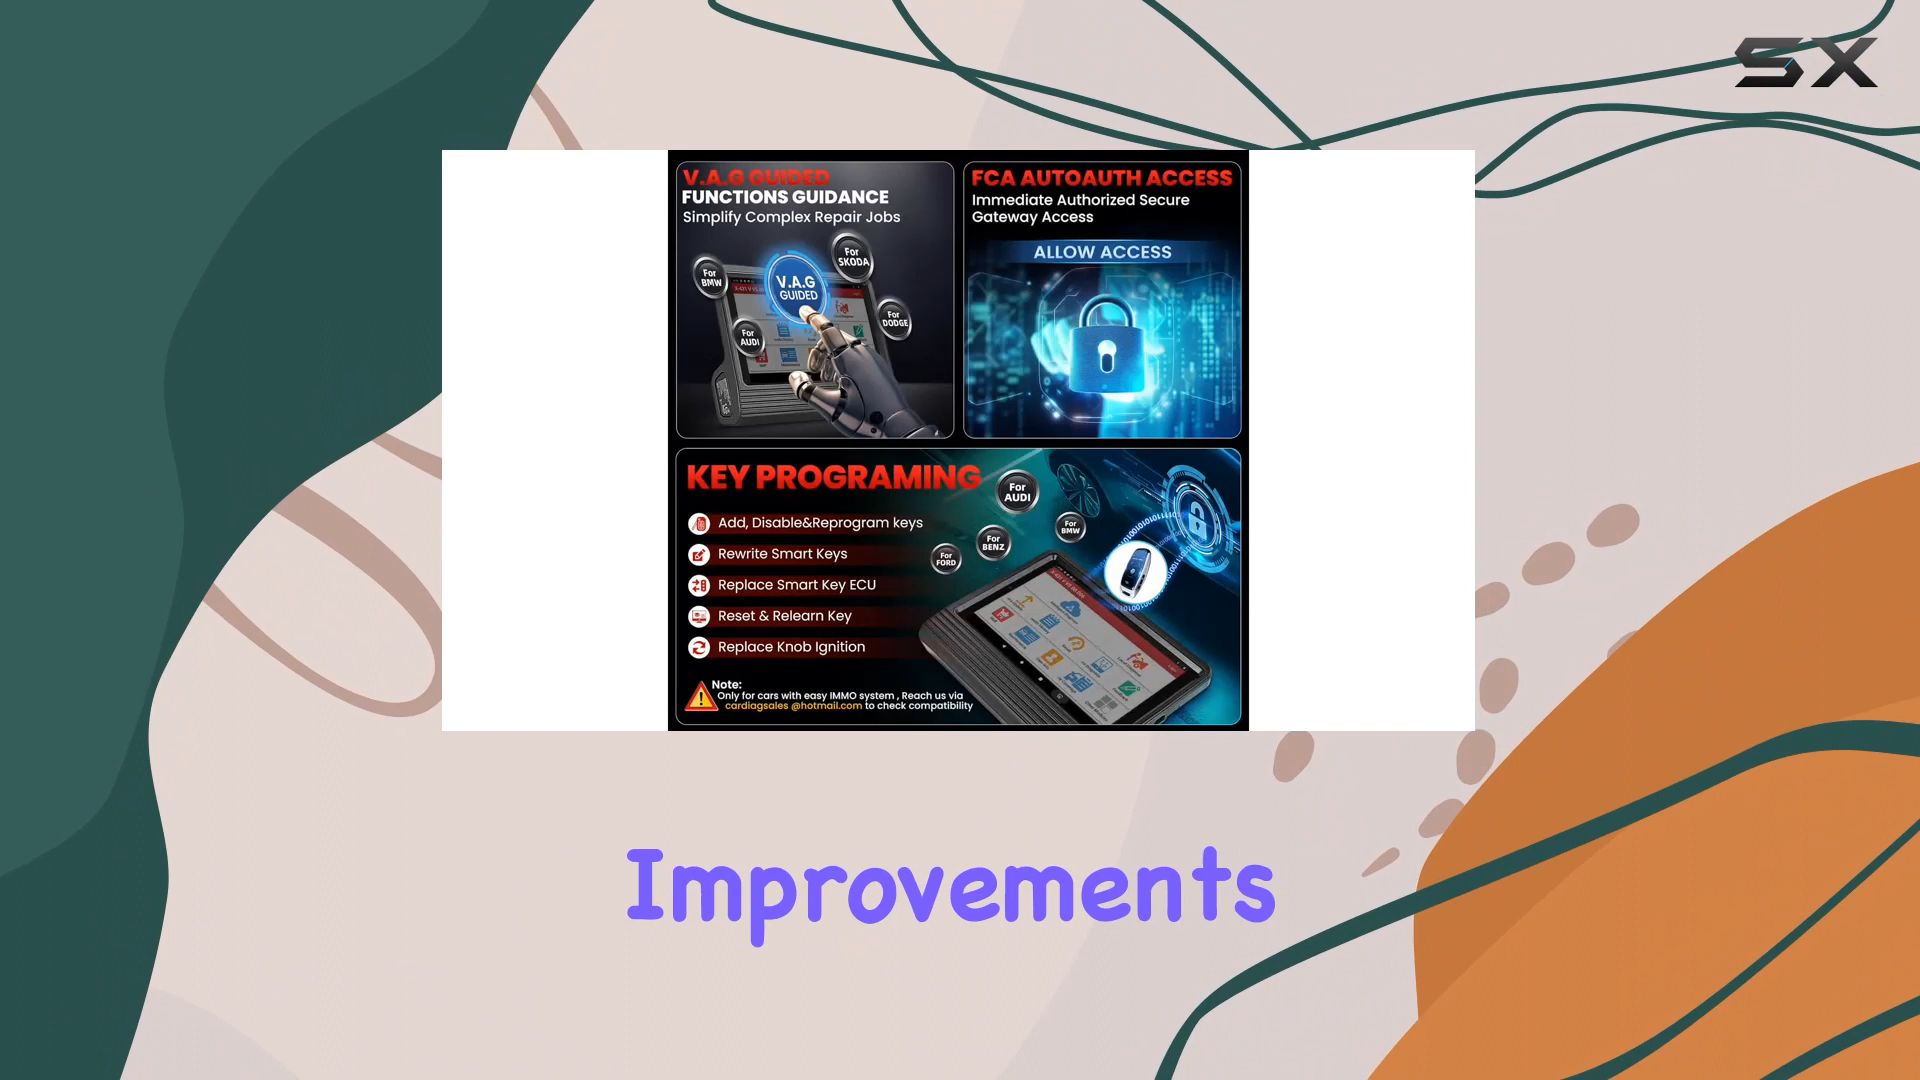 SX
V.A.G GUIDED
FUNCTIONS GUIDANCE
Simplify Complex Repair Jobs
For
SKODA
For
BMW
V.A.G
GUIDED
For
DODGE
For
AUDI
FCA AUTOAUTH ACCESS
Immediate Authorized Secure
Gateway Access
ALLOW ACCESS
KEY PROGRAMING
For
AUDI
For
BMW
For
BENZ
For
FORD
Add, Disable&Reprogram keys
Rewrite Smart Keys
Replace Smart Key ECU
Reset & Relearn Key
Replace Knob Ignition
Note:
Only for cars with easy IMMO system , Reach us via
cardiagsales @hotmail.com to check compatibility
Improvements